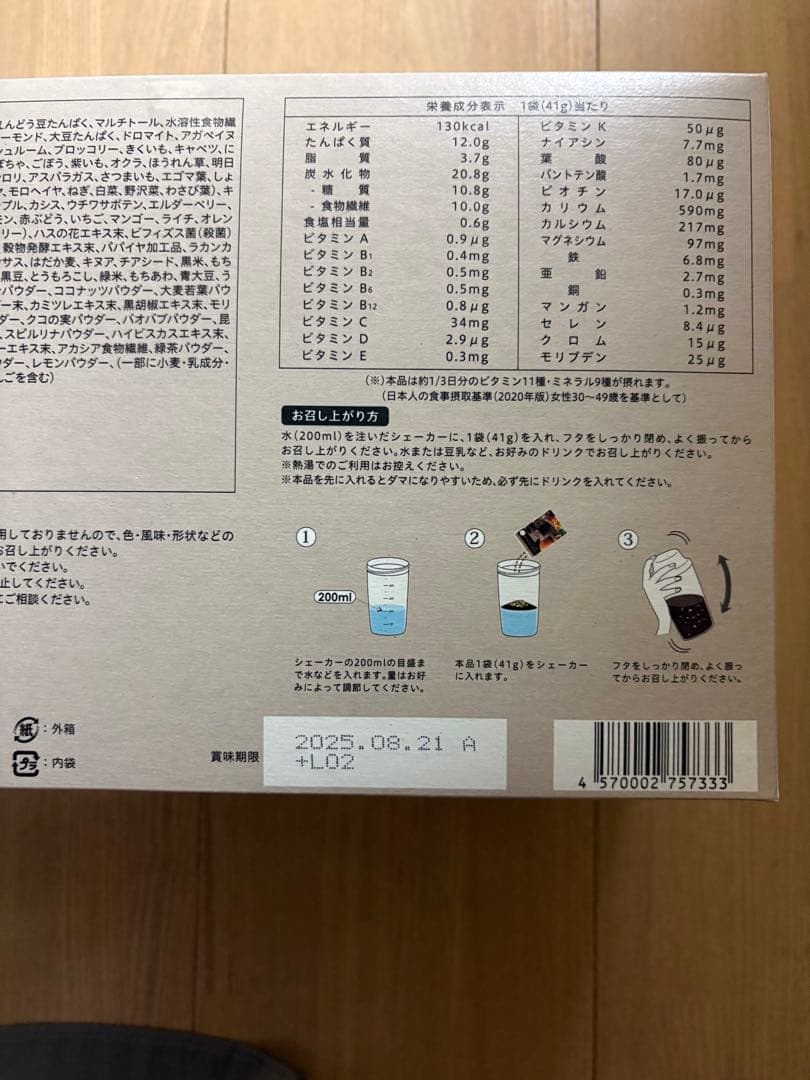 えんどう豆たんぱく、マルチトール、水溶性食物繊
ーモンド、大豆たんぱく、ドロマイト、アガベイヌ
シュルーム、ブロッコリー、きくいも、キャベツ、に
ぼちゃ、ごぼう、紫いも、オクラ、ほうれん草、明日
ロリ、アスパラガス、さつまいも、エゴマ葉、しょ
ヤ、モロヘイヤ、ねぎ、白菜、野沢菜、わさび葉)、キ
プル、カシス、ウチワサボテン、エルダーベリー、
モン、赤ぶどう、いちご、マンゴー、ライチ、オレン
リー)、ハスの花エキス末、ビフィズス菌(殺菌)
、穀物発酵エキス末、パパイヤ加工品、ラカンカ
サス、はだか麦、キヌア、チアシード、黒米、もち
黒豆、とうもろこし、緑米、もちあわ、青大豆、う
パウダー、ココナッツパウダー、大麦若葉パウ
ー末、カミツレエキス末、黒胡椒エキス末、モリ
ダー、クコの実パウダー、バオバブパウダー、昆
、スピルリナパウダー、ハイビスカスエキス末、
ーエキス末、アカシア食物繊維、緑茶パウダー、
ダー、レモンパウダー、(一部に小麦・乳成分・
んごを含む)
用しておりませんので、色・風味・形状などの
お召し上がりください。
いでください。
止してください。
にご相談ください。
紙:外箱
プラ:内袋
栄養成分表示 1袋(41g)当たり
エネルギー 130kcal
たんぱく質 12.0g
脂質 3.7g
炭水化物 20.8g
- 糖質 10.8g
- 食物繊維 10.0g
食塩相当量 0.6g
ビタミン A 0.9μg
ビタミン B1 0.4mg
ビタミン B2 0.5mg
ビタミン B6 0.5mg
ビタミン B12 0.8μg
ビタミン C 34mg
ビタミン D 2.9μg
ビタミン E 0.3mg
ビタミン K 50μg
ナイアシン 7.7mg
葉酸 80μg
パントテン酸 1.7mg
ビオチン 17.0μg
カリウム 590mg
カルシウム 217mg
マグネシウム 97mg
鉄 6.8mg
亜鉛 2.7mg
銅 0.3mg
マンガン 1.2mg
セレン 8.4μg
クロム 15μg
モリブデン 25μg
(※)本品は約1/3日分のビタミン11種・ミネラル9種が摂れます。
(日本人の食事摂取基準(2020年版)女性30〜49歳を基準として)
お召し上がり方
水(200ml)を注いだシェーカーに、1袋(41g)を入れ、フタをしっかり閉め、よく振ってから
お召し上がりください。水または豆乳など、お好みのドリンクでお召し上がりください。
※熱湯でのご利用はお控えください。
※本品を先に入れるとダマになりやすいため、必ず先にドリンクを入れてください。
1
200ml
シェーカーの200mlの目盛ま
で水などを入れます。量はお好
みによって調節してください。
2
本品1袋(41g)をシェーカー
に入れます。
3
フタをしっかり閉め、よく振っ
てからお召し上がりください。
賞味期限
2025.08.21 A
+L02
4 570002 757333